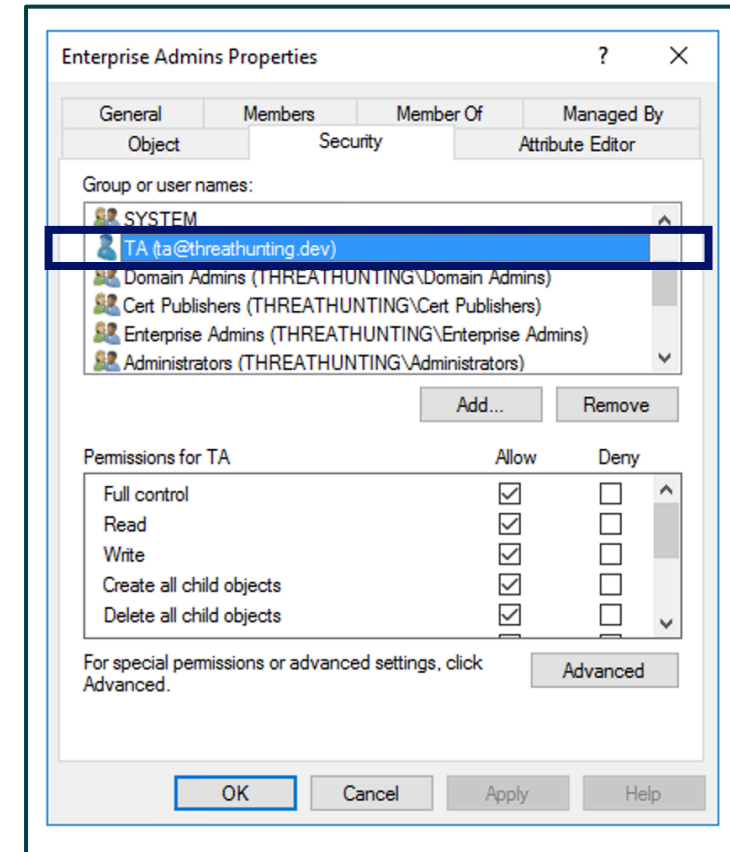 Enterprise Admins Properties ? ×
General Members Member Of Managed By
Object Security Attribute Editor
Group or user names:
SYSTEM
TA (ta@threathunting.dev)
Domain Admins (THREATHUNTING\Domain Admins)
Cert Publishers (THREATHUNTING\Cert Publishers)
Enterprise Admins (THREATHUNTING\Enterprise Admins)
Administrators (THREATHUNTING\Administrators)
Add... Remove
Permissions for TA Allow Deny
Full control
Read
Write
Create all child objects
Delete all child objects
For special permissions or advanced settings, click
Advanced.
Advanced
OK Cancel Apply Help